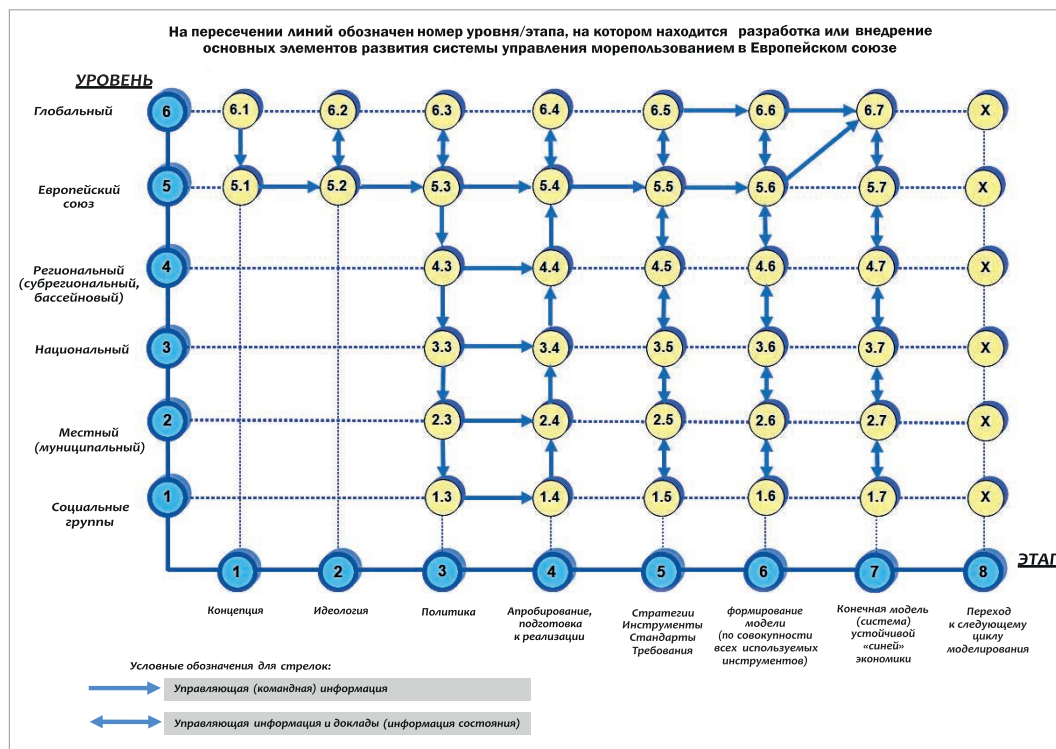 На пересечении линий обозначен номер уровня/этапа, на котором находится разработка или внедрение
основных элементов развития системы управления морепользованием в Европейском союзе
УРОВЕНЬ
Глобальный
6
6.1
6.2
6.3
6.4
6.5
6.6
6.7
X
Европейский
союз
5
5.1
5.2
5.3
5.4
5.5
5.6
5.7
X
Региональный
(субрегиональный,
бассейновый)
4
4.3
4.4
4.5
4.6
4.7
X
Национальный
3
3.3
3.4
3.5
3.6
3.7
X
Местный
(муниципальный)
2
2.3
2.4
2.5
2.6
2.7
X
Социальные
группы
1
1.3
1.4
1.5
1.6
1.7
X
1
2
3
4
5
6
7
8
ЭТАП
Концепция
Идеология
Политика
Апробирование,
подготовка
к реализации
Стратегии
Инструменты
Стандарты
Требования
формирование
модели
(по совокупности
всех используемых
инструментов)
Конечная модель
(система)
устойчивой
«синей»
экономики
Переход
к следующему
циклу
моделирования
Условные обозначения для стрелок:
Управляющая (командная) информация
Управляющая информация и доклады (информация состояния)